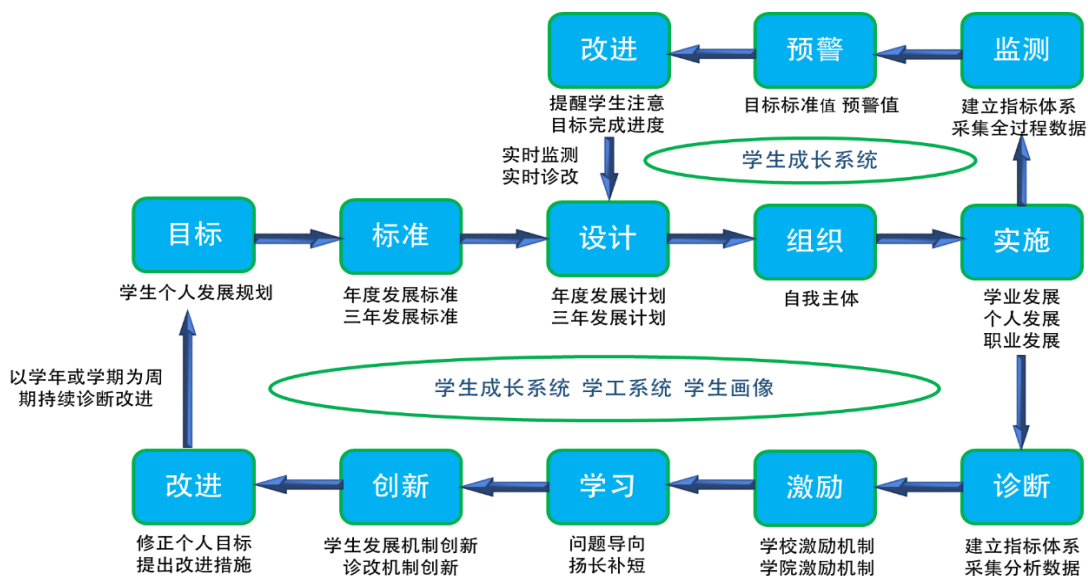 改进
预警
监测
提醒学生注意
目标完成进度
目标标准值 预警值
建立指标体系
采集全过程数据
实时监测
实时诊改
学生成长系统
目标
标准
设计
组织
实施
学生个人发展规划
年度发展标准
三年发展标准
年度发展计划
三年发展计划
自我主体
学业发展
个人发展
职业发展
以学年或学期为周
期持续诊断改进
学生成长系统 学工系统 学生画像
改进
创新
学习
激励
诊断
修正个人目标
提出改进措施
学生发展机制创新
诊改机制创新
问题导向
扬长补短
学校激励机制
学院激励机制
建立指标体系
采集分析数据